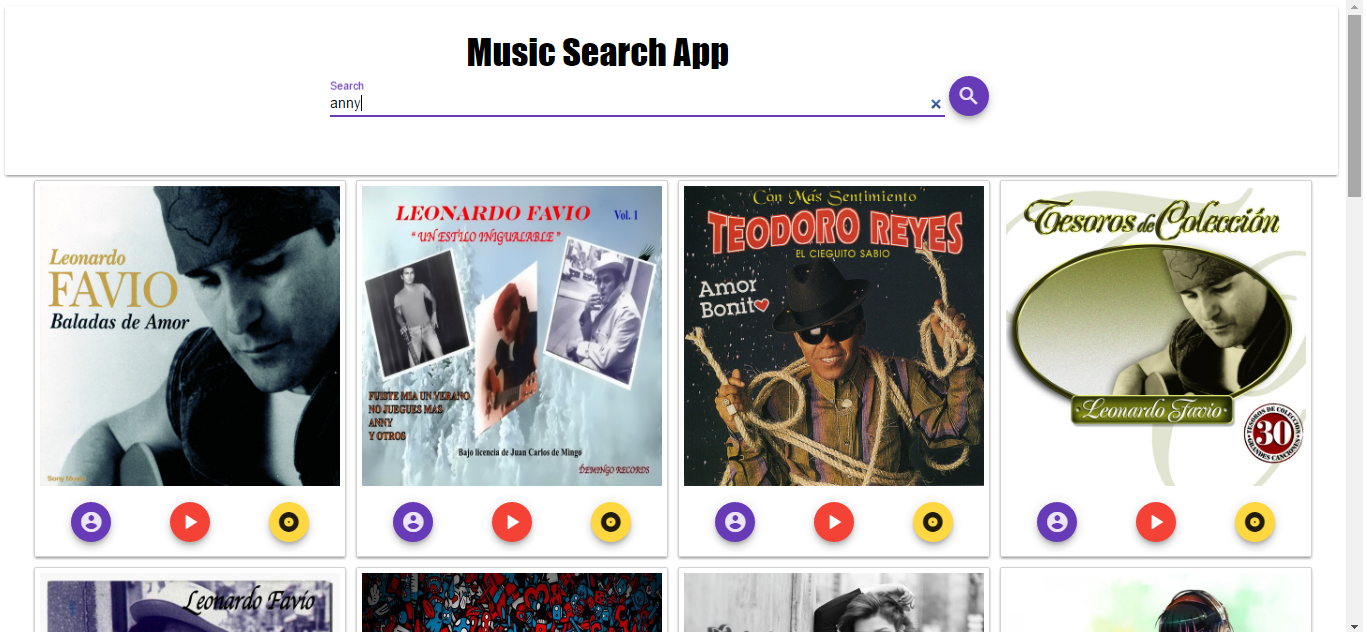 Music Search App
Search
anny
Leonardo
FAVIO
Baladas de Amor
Sony Music
LEONARDO FAVIO Vol. 1
“ UN ESTILO INIGUALABLE ”
FUISTE MIA UN VERANO
NO JUEGUES MAS
ANNY
Y OTROS
Bajo licencia de Juan Carlos de Mingo
DEMINGO RECORDS
Con Más Sentimiento
TEODORO REYES
EL CIEGUITO SABIO
Amor
Bonito
Tesoros de Colección
Leonardo Favio
TESOROS DE COLECCION
30
GRANDES CANCIONES
Leonardo Favio